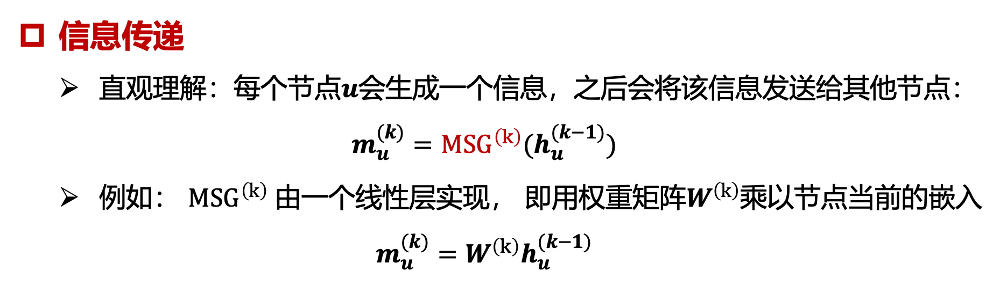 信息传递
直观理解：每个节点u会生成一个信息，之后会将该信息发送给其他节点：
m_u^{(k)} = MSG^{(k)}(h_u^{(k-1)})
例如： MSG^{(k)} 由一个线性层实现， 即用权重矩阵W^{(k)}乘以节点当前的嵌入
m_u^{(k)} = W^{(k)}h_u^{(k-1)}